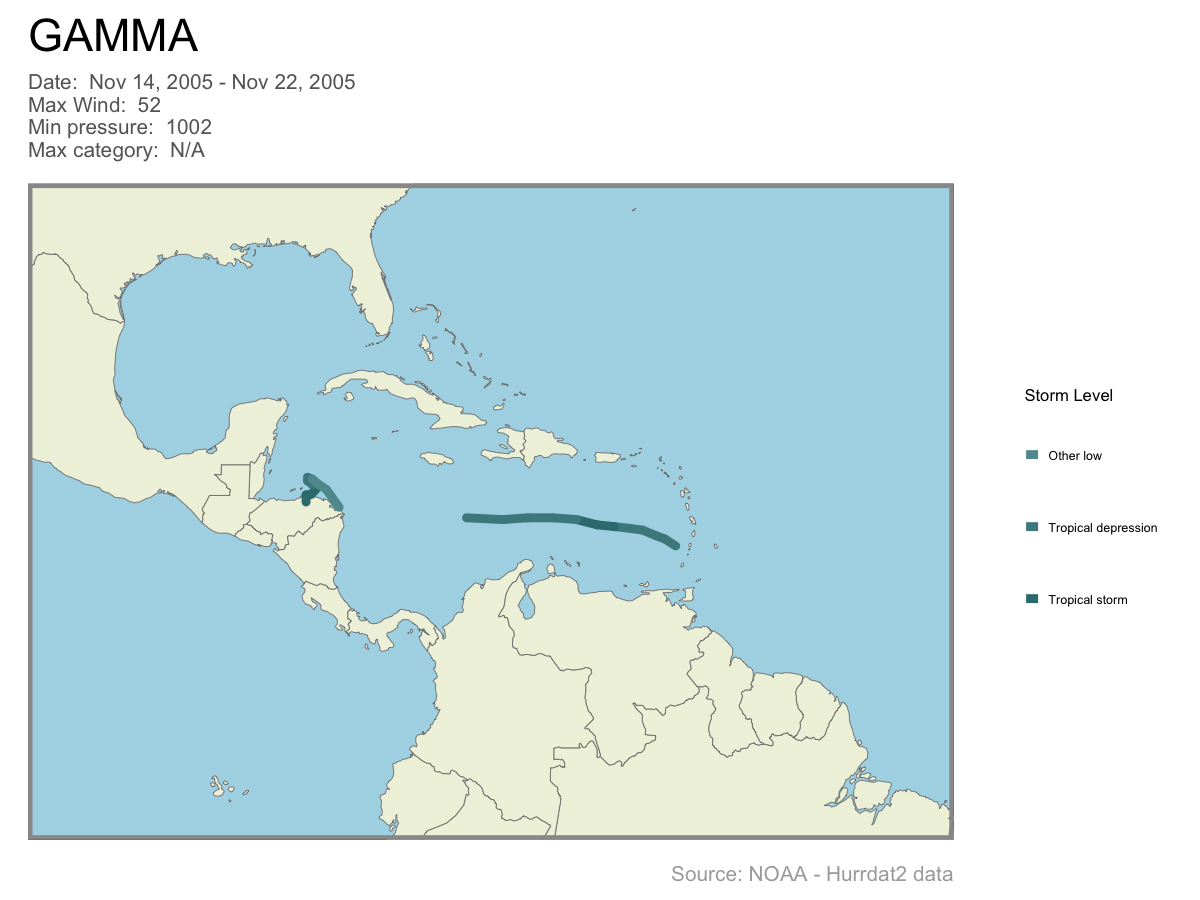 GAMMA
Date:  Nov 14, 2005 - Nov 22, 2005
Max Wind:  52
Min pressure:  1002
Max category:  N/A
Storm Level
Other low
Tropical depression
Tropical storm
Source: NOAA - Hurrdat2 data